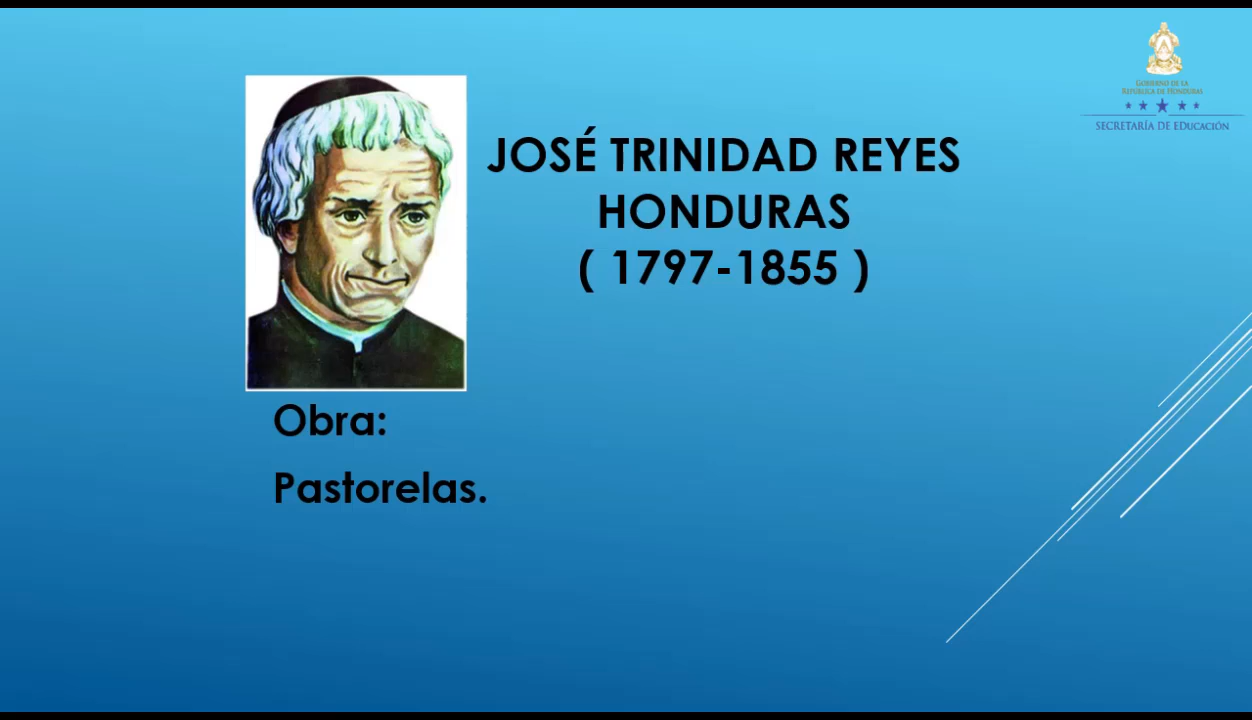 GOBIERNO DE LA
REPÚBLICA DE HONDURAS
SECRETARÍA DE EDUCACIÓN
JOSÉ TRINIDAD REYES
HONDURAS
( 1797-1855 )
Obra:
Pastorelas.